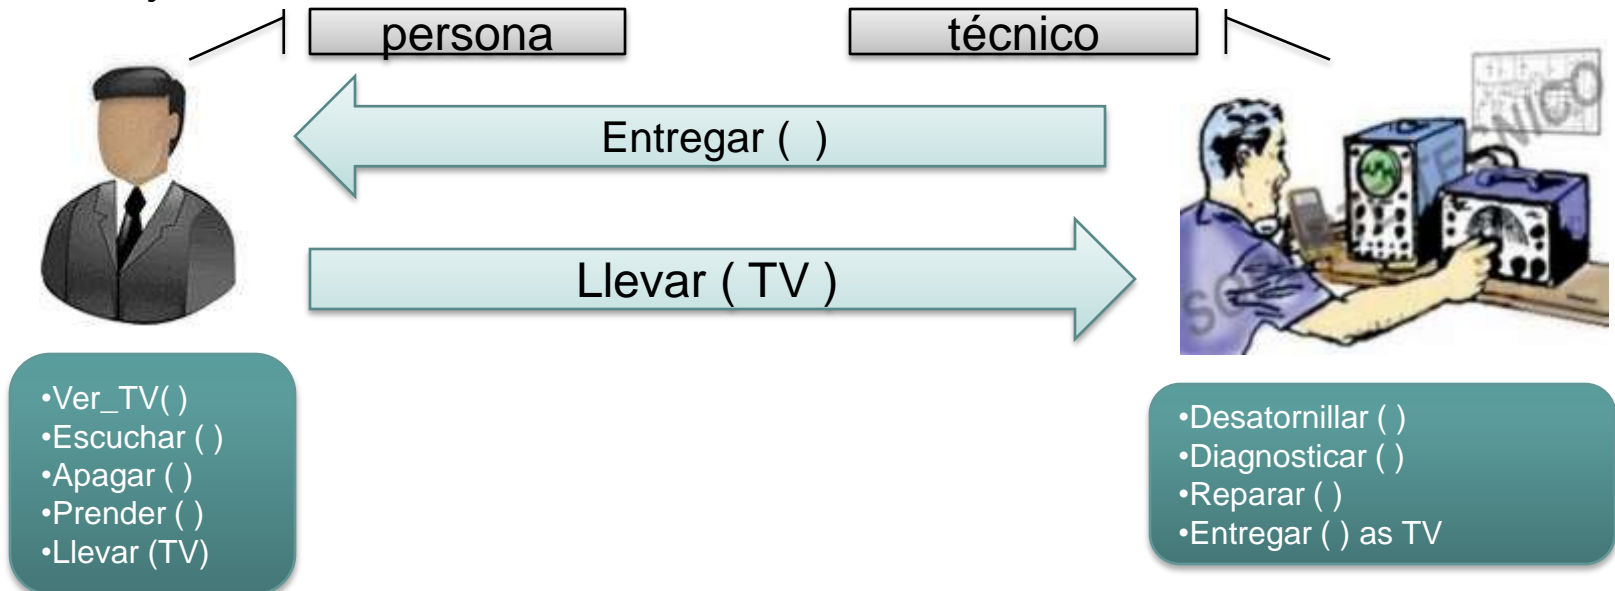 persona
técnico
Entregar ( )
Llevar ( TV )
•Ver_TV( )
•Escuchar ( )
•Apagar ( )
•Prender ( )
•Llevar (TV)
•Desatornillar ( )
•Diagnosticar ( )
•Reparar ( )
•Entregar ( ) as TV